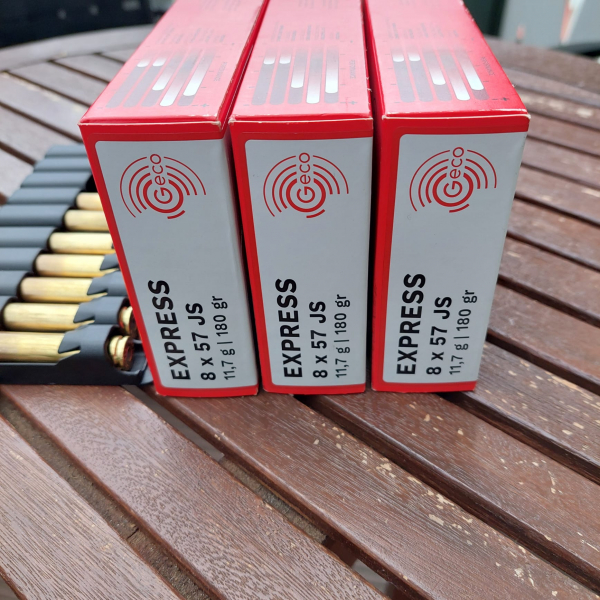 Geco
EXPRESS
8 x 57 JS
11,7 g | 180 gr
Geco
EXPRESS
8 x 57 JS
11,7 g | 180 gr
Geco
EXPRESS
8 x 57 JS
11,7 g | 180 gr